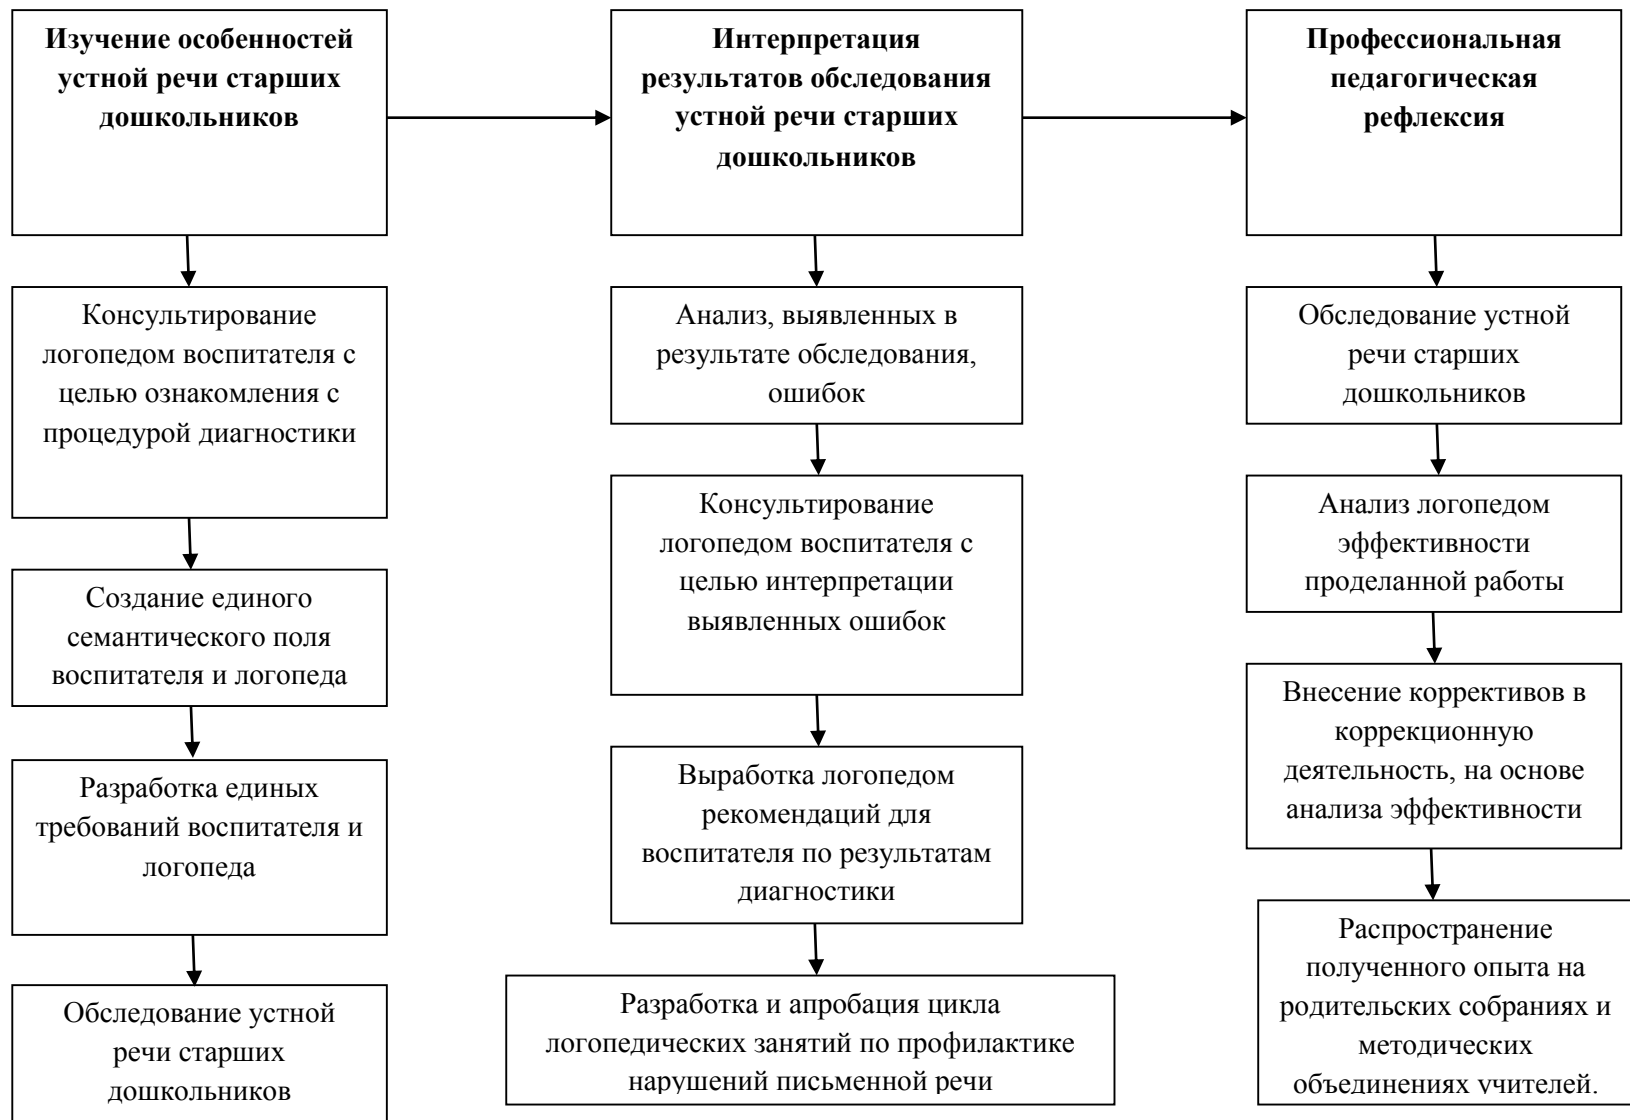 Изучение особенностей
устной речи старших
дошкольников
Интерпретация
результатов обследования
устной речи старших
дошкольников
Профессиональная
педагогическая
рефлексия
Консультирование
логопедом воспитателя с
целью ознакомления с
процедурой диагностики
Создание единого
семантического поля
воспитателя и логопеда
Разработка единых
требований воспитателя и
логопеда
Обследование устной
речи старших
дошкольников
Анализ, выявленных в
результате обследования,
ошибок
Консультирование
логопедом воспитателя с
целью интерпретации
выявленных ошибок
Выработка логопедом
рекомендаций для
воспитателя по результатам
диагностики
Разработка и апробация цикла
логопедических занятий по профилактике
нарушений письменной речи
Обследование устной
речи старших
дошкольников
Анализ логопедом
эффективности
проделанной работы
Внесение коррективов в
коррекционную
деятельность, на основе
анализа эффективности
Распространение
полученного опыта на
родительских собраниях и
методических
объединениях учителей.